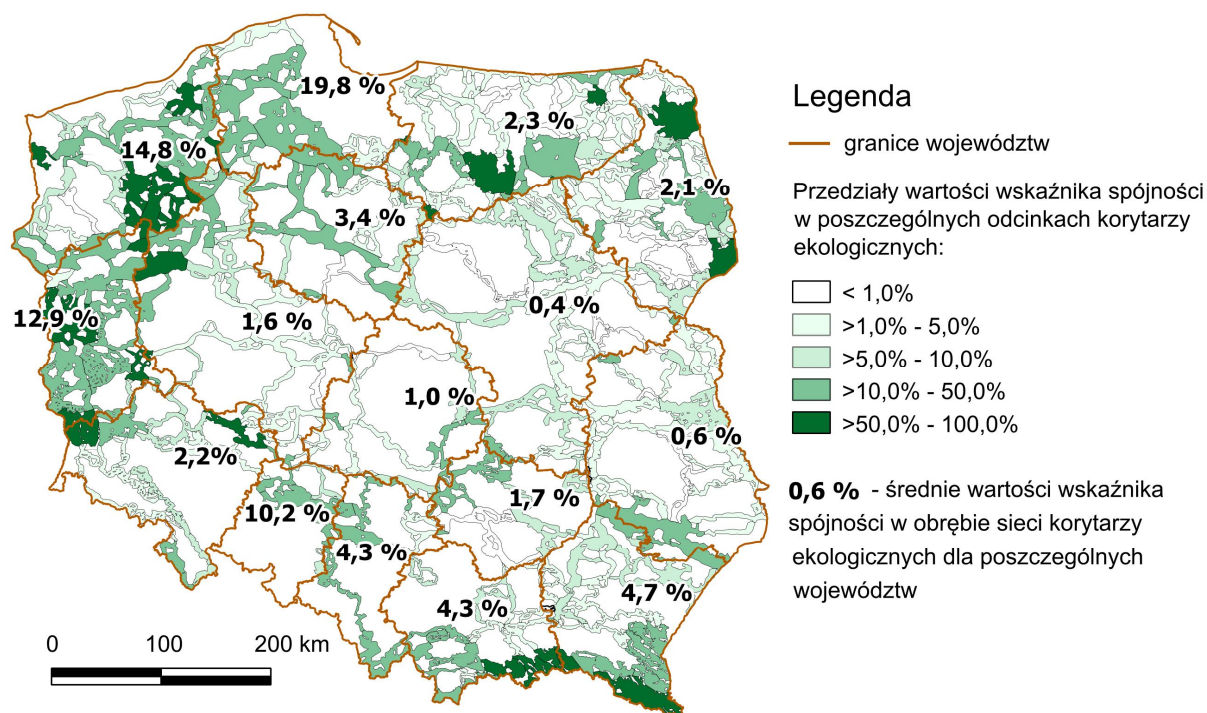 19,8 %
2,3 %
14,8 %
2,1 %
3,4 %
0,4 %
12,9 %
1,6 %
1,0 %
0,6 %
2,2%
10,2 %
1,7 %
4,3 %
4,3 %
4,7 %
0 100 200 km
Legenda
granice województw
Przedziały wartości wskaźnika spójności
w poszczególnych odcinkach korytarzy
ekologicznych:
< 1,0%
>1,0% - 5,0%
>5,0% - 10,0%
>10,0% - 50,0%
>50,0% - 100,0%
0,6 % - średnie wartości wskaźnika
spójności w obrębie sieci korytarzy
ekologicznych dla poszczególnych
województw